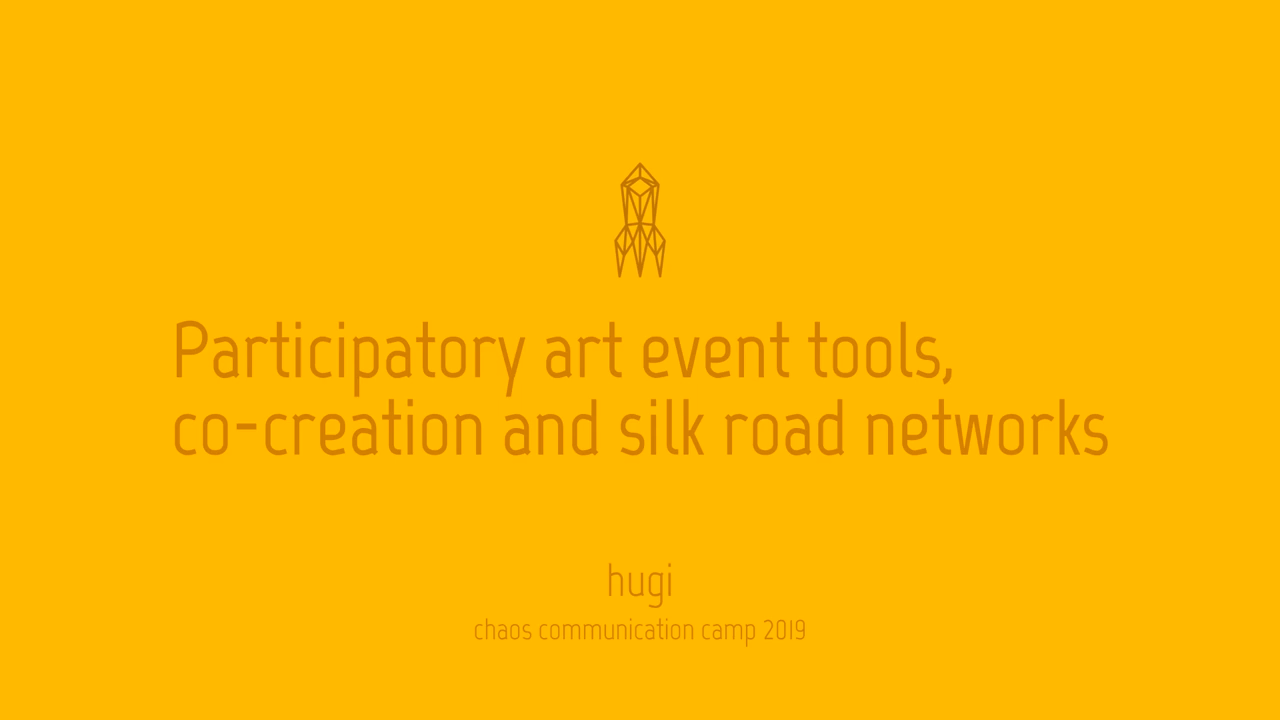 Participatory art event tools,
co-creation and silk road networks
hugi
chaos communication camp 2019